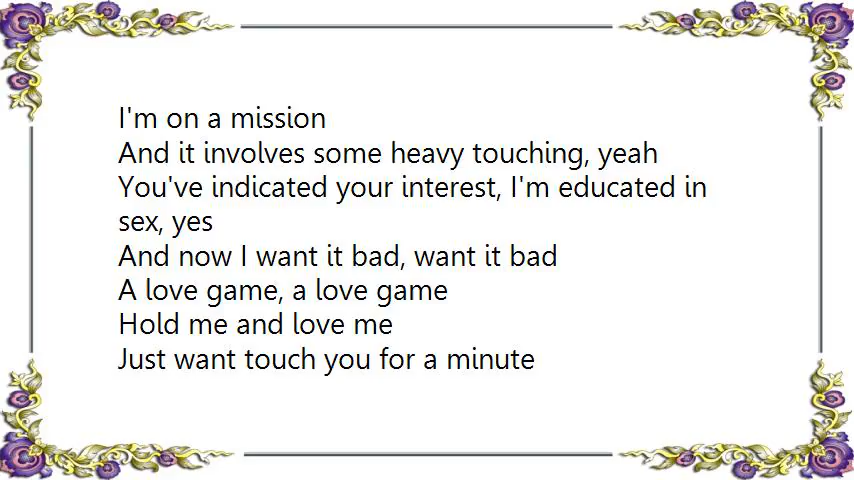 I'm on a mission
And it involves some heavy touching, yeah
You've indicated your interest, I'm educated in
sex, yes
And now I want it bad, want it bad
A love game, a love game
Hold me and love me
Just want touch you for a minute